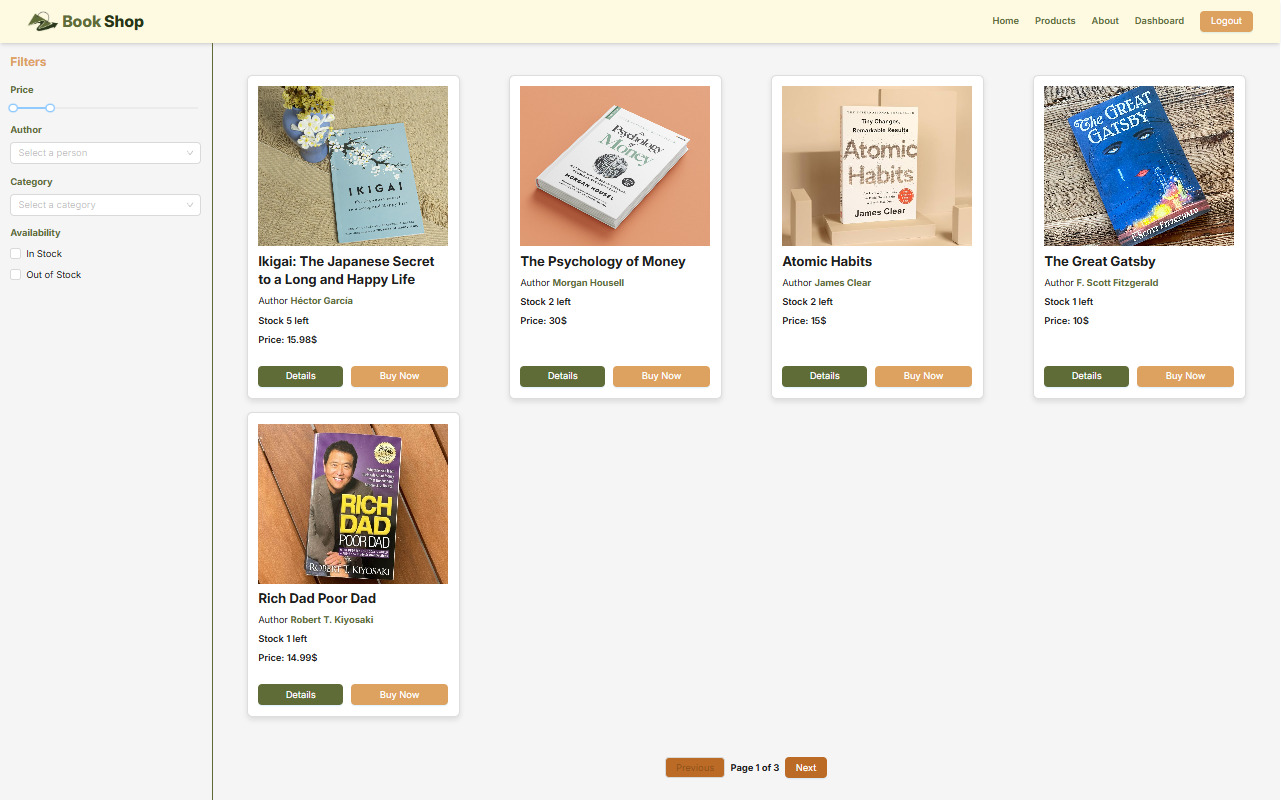 Book Shop
Home Products About Dashboard Logout
Filters
Price
Author
Select a person
Category
Select a category
Availability
In Stock
Out of Stock
IKIGAI
The Psychology of Money
MORGAN HOUSEL
Tiny Changes,
Remarkable Results
Atomic
Habits
James Clear
The GREAT
GATSBY
F. SCOTT FITZGERALD
Ikigai: The Japanese Secret
to a Long and Happy Life
Author Héctor García
Stock 5 left
Price: 15.98$
Details Buy Now
The Psychology of Money
Author Morgan Housell
Stock 2 left
Price: 30$
Details Buy Now
Atomic Habits
Author James Clear
Stock 2 left
Price: 15$
Details Buy Now
The Great Gatsby
Author F. Scott Fitzgerald
Stock 1 left
Price: 10$
Details Buy Now
RICH
DAD
POOR DAD
ROBERT T. KIYOSAKI
Rich Dad Poor Dad
Author Robert T. Kiyosaki
Stock 1 left
Price: 14.99$
Details Buy Now
Previous Page 1 of 3 Next